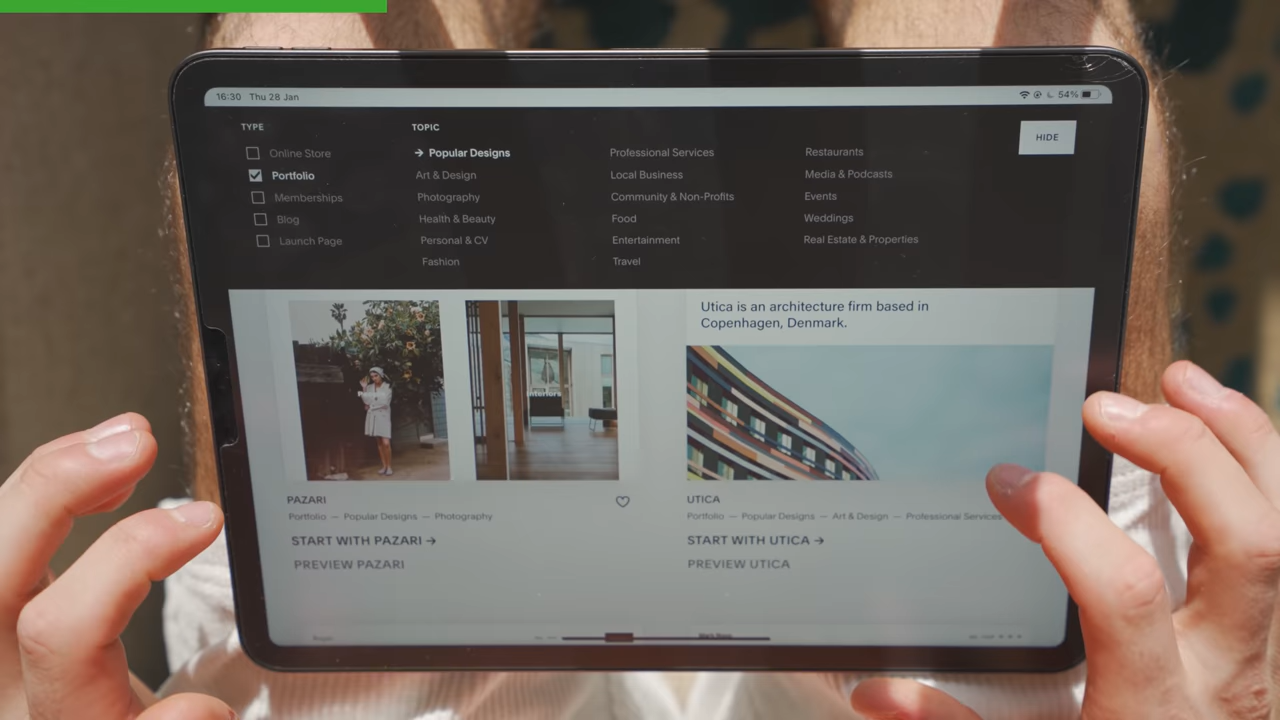 16:30 Thu 28 Jan
54%
TYPE
Online Store
Portfolio
Memberships
Blog
Launch Page
TOPIC
→ Popular Designs
Art & Design
Photography
Health & Beauty
Personal & CV
Fashion
Professional Services
Local Business
Community & Non-Profits
Food
Entertainment
Travel
Restaurants
Media & Podcasts
Events
Weddings
Real Estate & Properties
HIDE
Interiors
PAZARI
Portfolio — Popular Designs — Photography
START WITH PAZARI →
PREVIEW PAZARI
Utica is an architecture firm based in
Copenhagen, Denmark.
UTICA
Portfolio — Popular Designs — Art & Design — Professional Services
START WITH UTICA →
PREVIEW UTICA